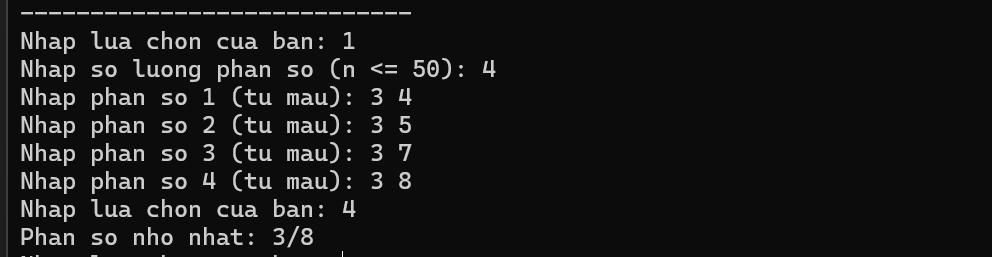 ----------------------------
Nhap lua chon cua ban: 1
Nhap so luong phan so (n <= 50): 4
Nhap phan so 1 (tu mau): 3 4
Nhap phan so 2 (tu mau): 3 5
Nhap phan so 3 (tu mau): 3 7
Nhap phan so 4 (tu mau): 3 8
Nhap lua chon cua ban: 4
Phan so nho nhat: 3/8